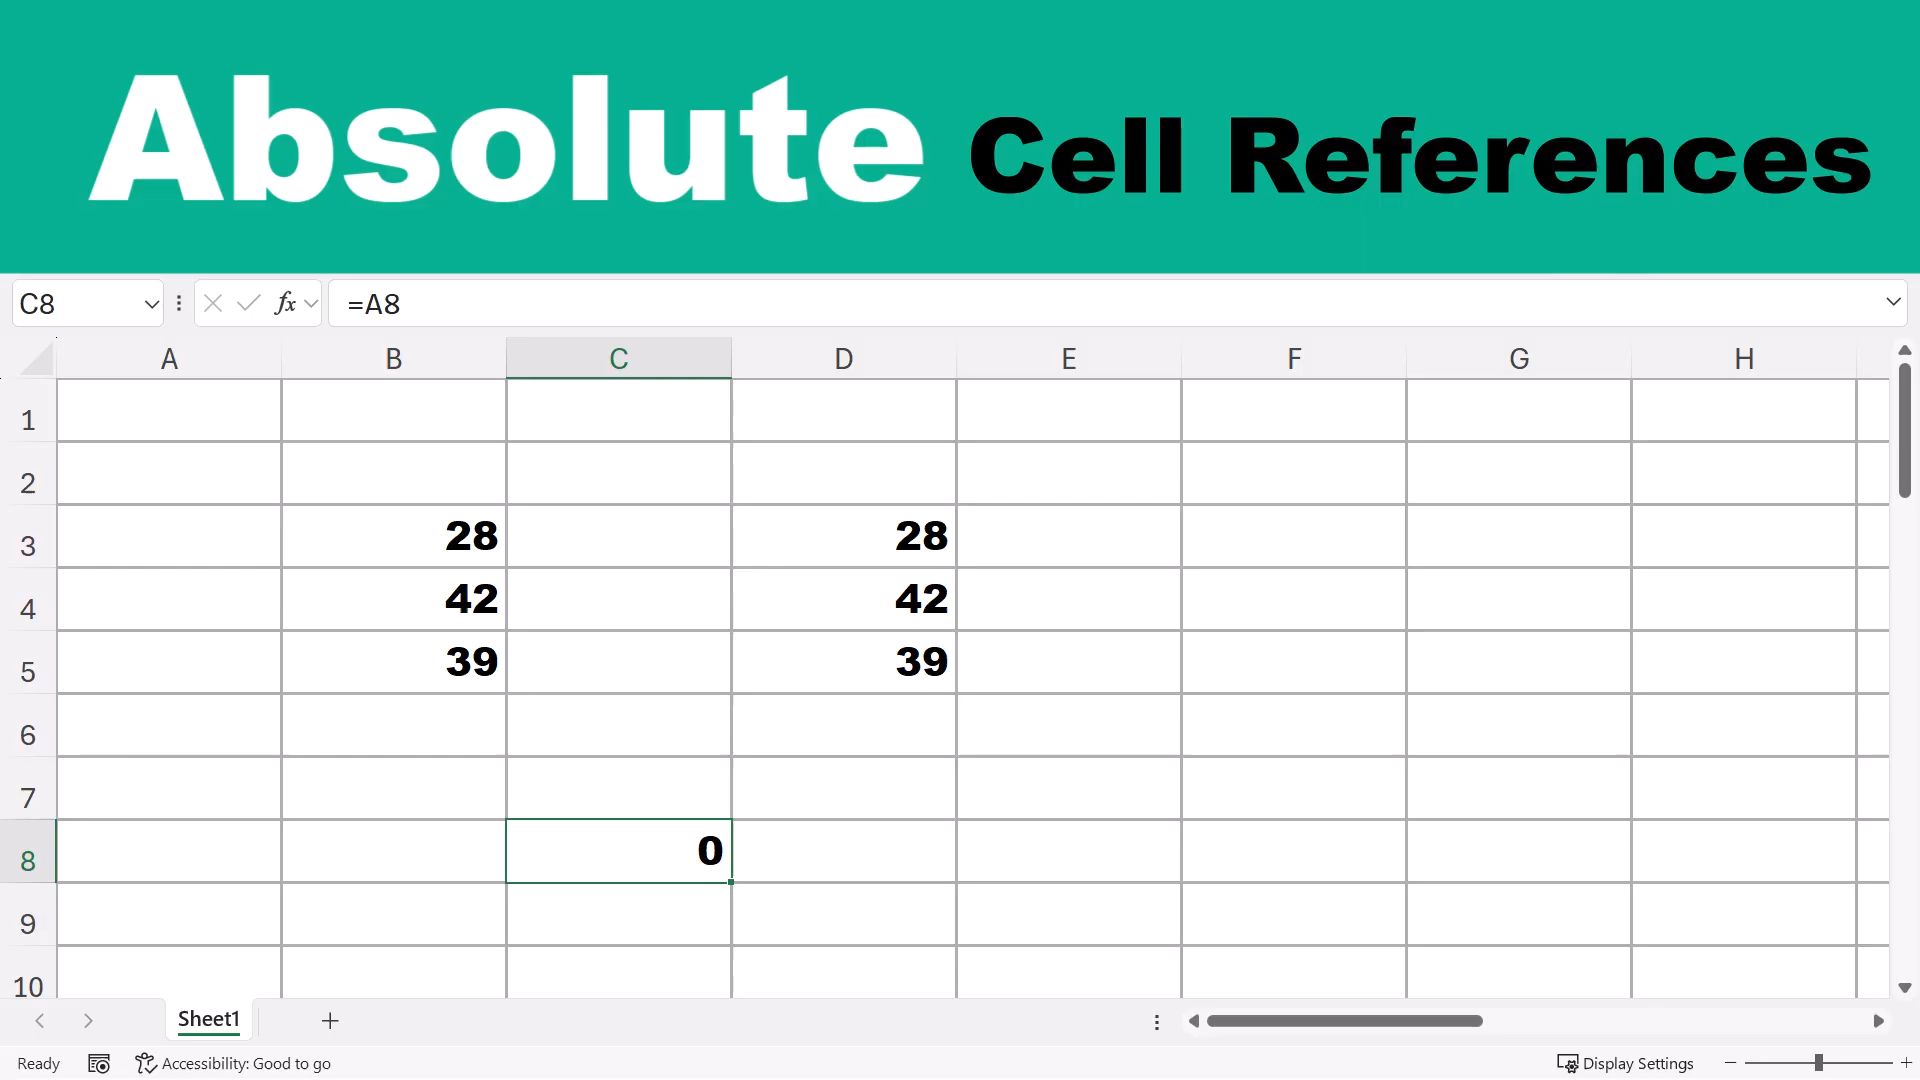 Absolute Cell References
C8 fx =A8
A B C D E F G H
1
2
3 28 28
4 42 42
5 39 39
6
7
8 0
9
10
Sheet1
Ready Accessibility: Good to go Display Settings